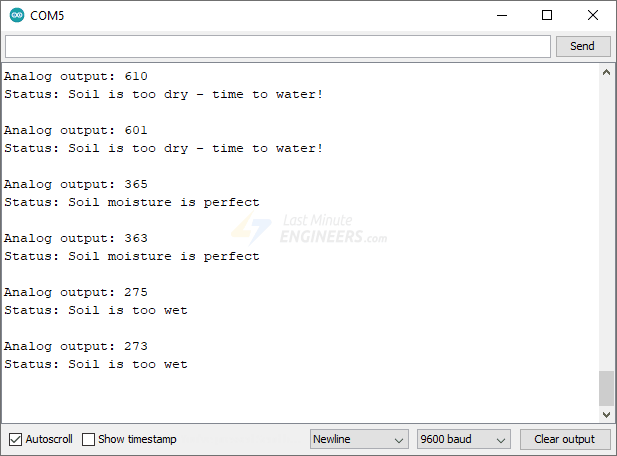 COM5
Send
Analog output: 610
Status: Soil is too dry - time to water!
Analog output: 601
Status: Soil is too dry - time to water!
Analog output: 365
Status: Soil moisture is perfect
Last Minute
ENGINEERS.com
Analog output: 363
Status: Soil moisture is perfect
Analog output: 275
Status: Soil is too wet
Analog output: 273
Status: Soil is too wet
Autoscroll
Show timestamp
Newline
9600 baud
Clear output